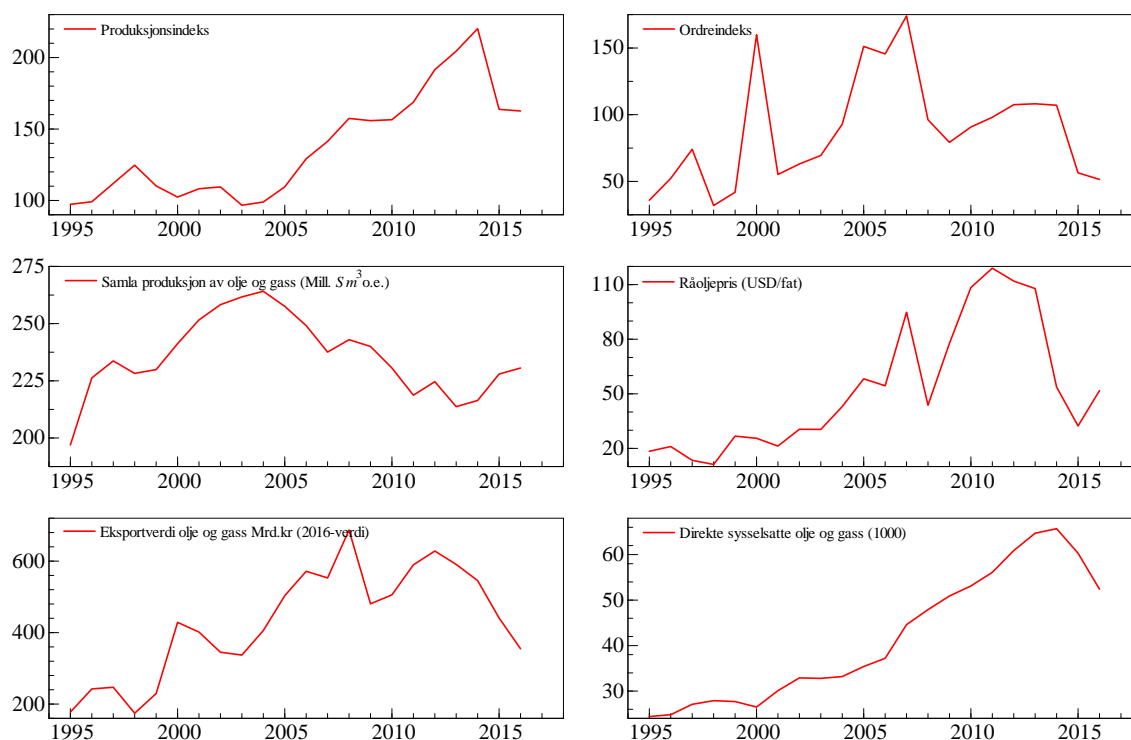 Produksjonsindeks
200
150
100
1995 2000 2005 2010 2015
Ordreindeks
150
100
50
1995 2000 2005 2010 2015
Samla produksjon av olje og gass (Mill. Sm³ o.e.)
275
250
225
200
1995 2000 2005 2010 2015
Råoljepris (USD/fat)
110
80
50
20
1995 2000 2005 2010 2015
Eksportverdi olje og gass Mrd.kr (2016-verdi)
600
400
200
1995 2000 2005 2010 2015
Direkte sysselsatte olje og gass (1000)
60
50
40
30
1995 2000 2005 2010 2015